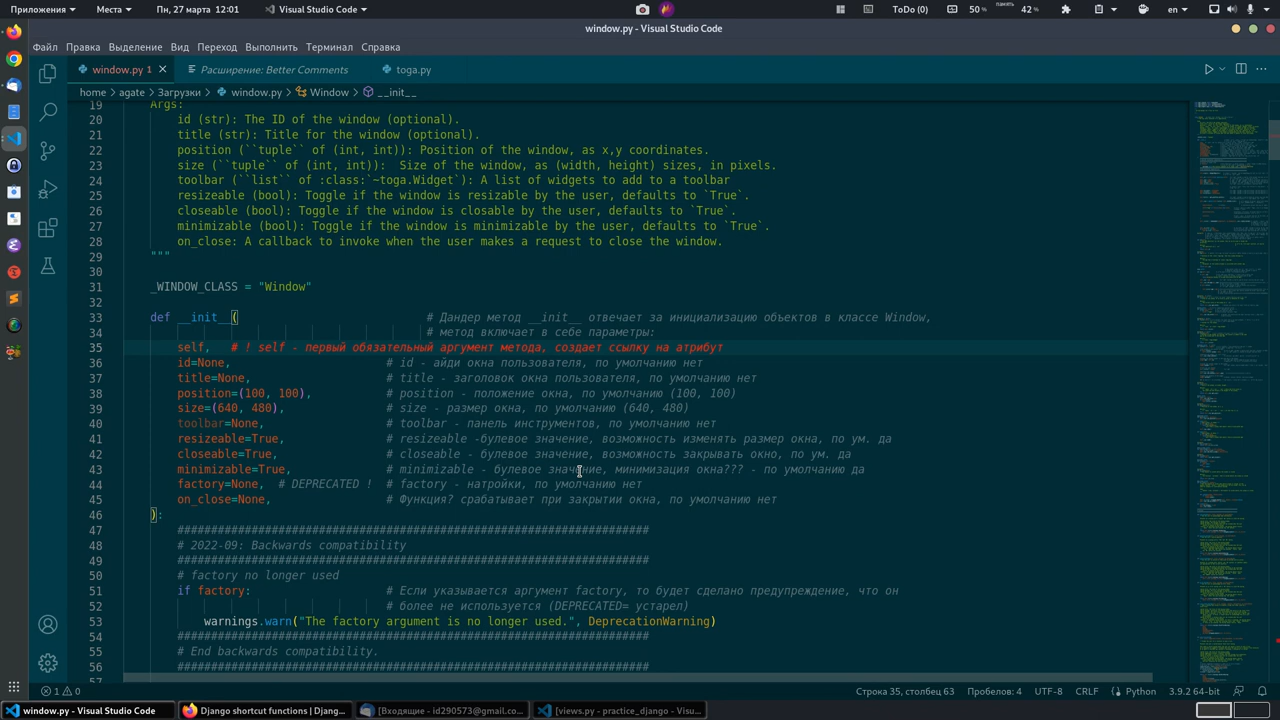 Приложения Места Пн, 27 марта 12:01 Visual Studio Code ToDo (0) 50 % память 42 % en
window.py - Visual Studio Code
Файл Правка Выделение Вид Переход Выполнить Терминал Справка
window.py 1 Расширение: Better Comments toga.py
home > agate > Загрузки > window.py > Window > __init__
19 Args:
20 id (str): The ID of the window (optional).
21 title (str): Title for the window (optional).
22 position (``tuple`` of (int, int)): Position of the window, as x,y coordinates.
23 size (``tuple`` of (int, int)): Size of the window, as (width, height) sizes, in pixels.
24 toolbar (``list`` of :class:`~toga.Widget`): A list of widgets to add to a toolbar
25 resizeable (bool): Toggle if the window is resizable by the user, defaults to `True`.
26 closeable (bool): Toggle if the window is closable by the user, defaults to `True`.
27 minimizable (bool): Toggle if the window is minimizable by the user, defaults to `True`.
28 on_close: A callback to invoke when the user makes a request to close the window.
29 """
30
31 _WINDOW_CLASS = "Window"
32
33 def __init__( # Дандер метод __init__ отвечает за инициализацию объектов в классе Window,
34 # метод включает в себе параметры:
35 self, # ! self - первый обязательный аргумент метода, создает ссылку на атрибут
36 id=None, # id - айди окна пользователя, по умолчанию нет
37 title=None, # title - заголовок окна пользователя, по умолчанию нет
38 position=(100, 100), # position - положение окна, по умолчанию (100, 100)
39 size=(640, 480), # size - размер окна, по умолчанию (640, 480)
40 toolbar=None, # toolbar - панель инструментов, по умолчанию нет
41 resizeable=True, # resizeable -булевое значение, возможность изменять размер окна, по ум. да
42 closeable=True, # closeable - булевое значение, возможность закрывать окно, по ум. да
43 minimizable=True, # minimizable - булевое значение, минимизация окна??? - по умолчанию да
44 factory=None, # DEPRECATED ! # factory - натройки, по умолчанию нет
45 on_close=None, # Функция? срабатывает при закрытии окна, по умолчанию нет
46 ):
47 ######################################################################
48 # 2022-09: Backwards compatibility
49 ######################################################################
50 # factory no longer used
51 if factory: # Если указывается аргумент factory, то будет сделано предупреждение, что он
52 # более не используется (DEPRECATED= устарел)
53 warnings.warn("The factory argument is no longer used.", DeprecationWarning)
54 ######################################################################
55 # End backwards compatibility.
56 ######################################################################
57
1 0 Строка 35, столбец 63 Пробелов: 4 UTF-8 CRLF Python 3.9.2 64-bit
window.py - Visual Studio Code Django shortcut functions | Djang… [Входящие - id290573@gmail.co… [views.py - practice_django - Visu…